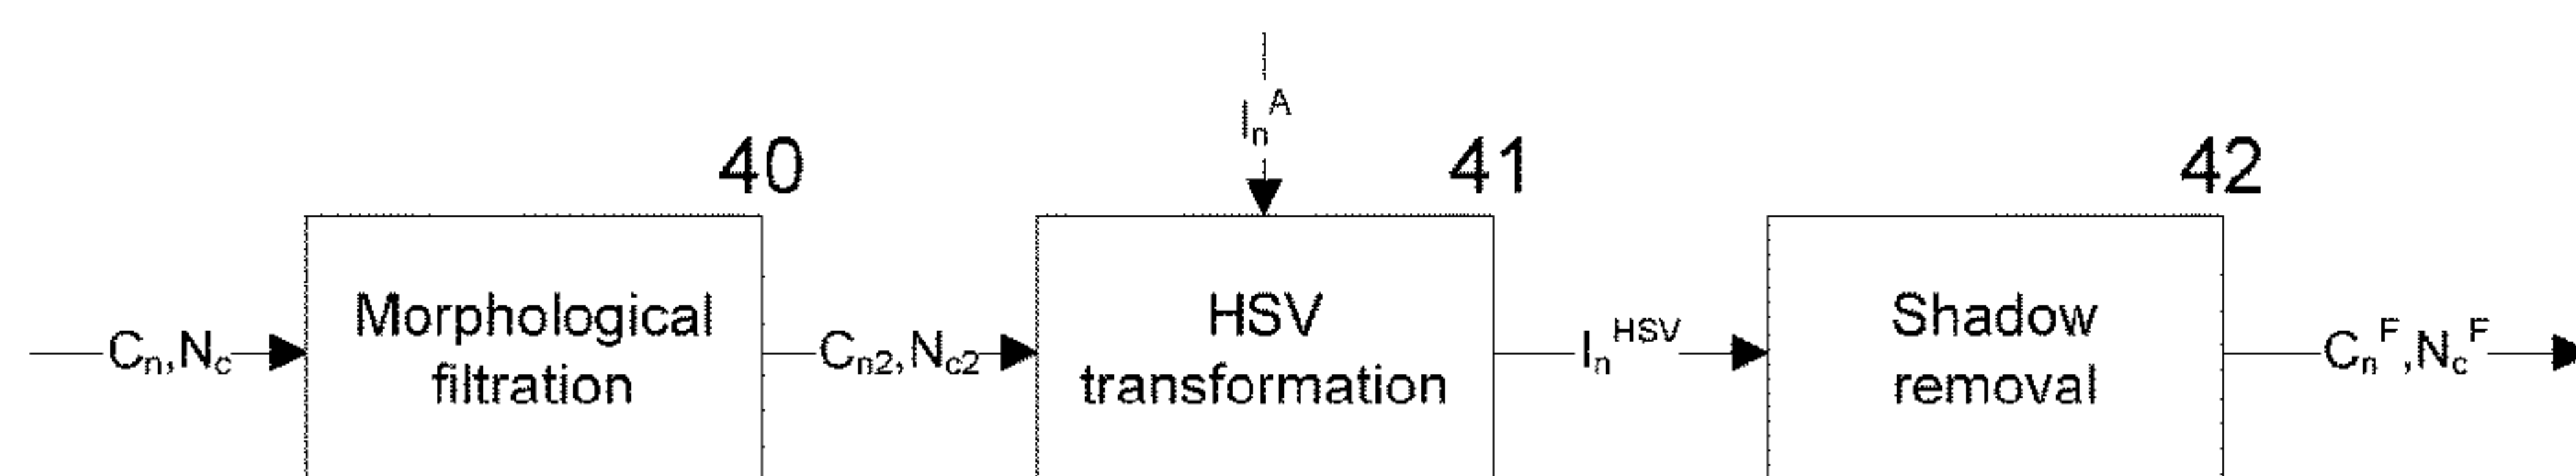 I_n^A
40
41
42
C_n,N_c
Morphological
filtration
C_n2,N_c2
HSV
transformation
I_n^HSV
Shadow
removal
C_n^F,N_c^F